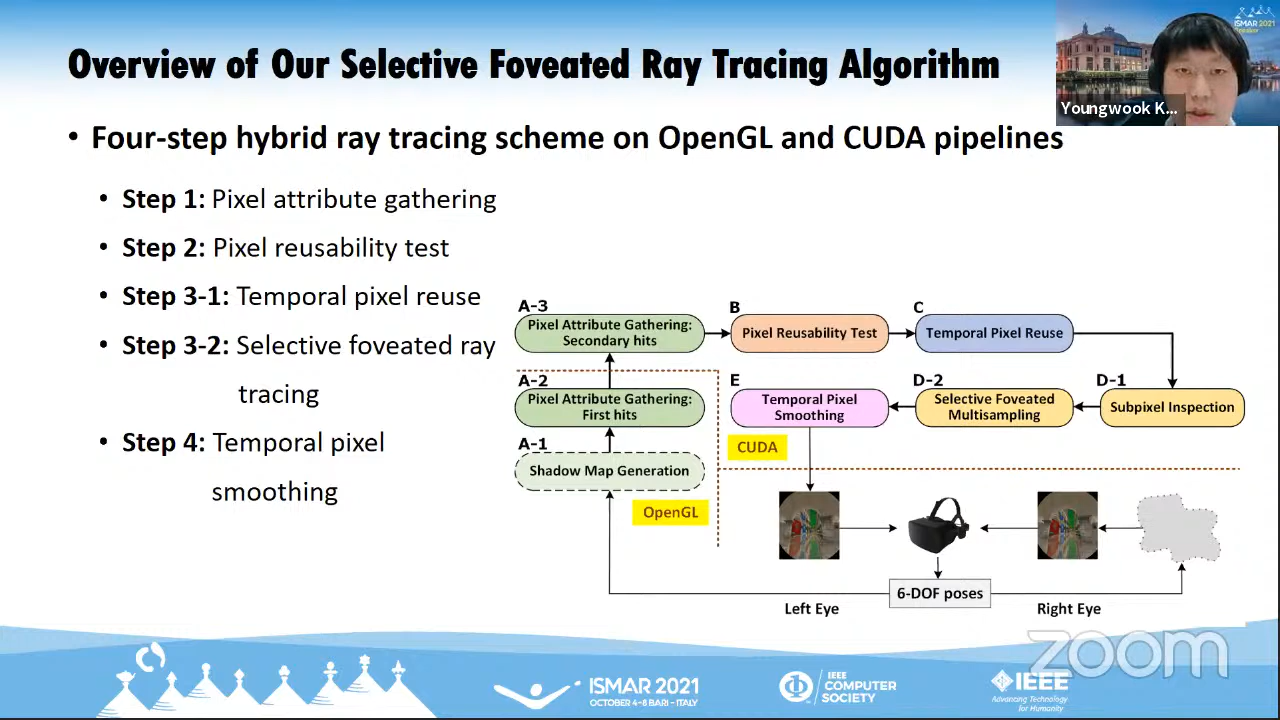 Overview of Our Selective Foveated Ray Tracing Algorithm
ISMAR 2021
Youngwook K...
• Four-step hybrid ray tracing scheme on OpenGL and CUDA pipelines
• Step 1: Pixel attribute gathering
• Step 2: Pixel reusability test
• Step 3-1: Temporal pixel reuse
• Step 3-2: Selective foveated ray
tracing
• Step 4: Temporal pixel
smoothing
A-3
Pixel Attribute Gathering:
Secondary hits
B
Pixel Reusability Test
C
Temporal Pixel Reuse
A-2
Pixel Attribute Gathering:
First hits
E
Temporal Pixel
Smoothing
D-2
Selective Foveated
Multisampling
D-1
Subpixel Inspection
A-1
Shadow Map Generation
CUDA
OpenGL
6-DOF poses
Left Eye
Right Eye
zoom
ISMAR 2021
OCTOBER 4-8 BARI - ITALY
IEEE
COMPUTER
SOCIETY
IEEE
Advancing Technology
for Humanity